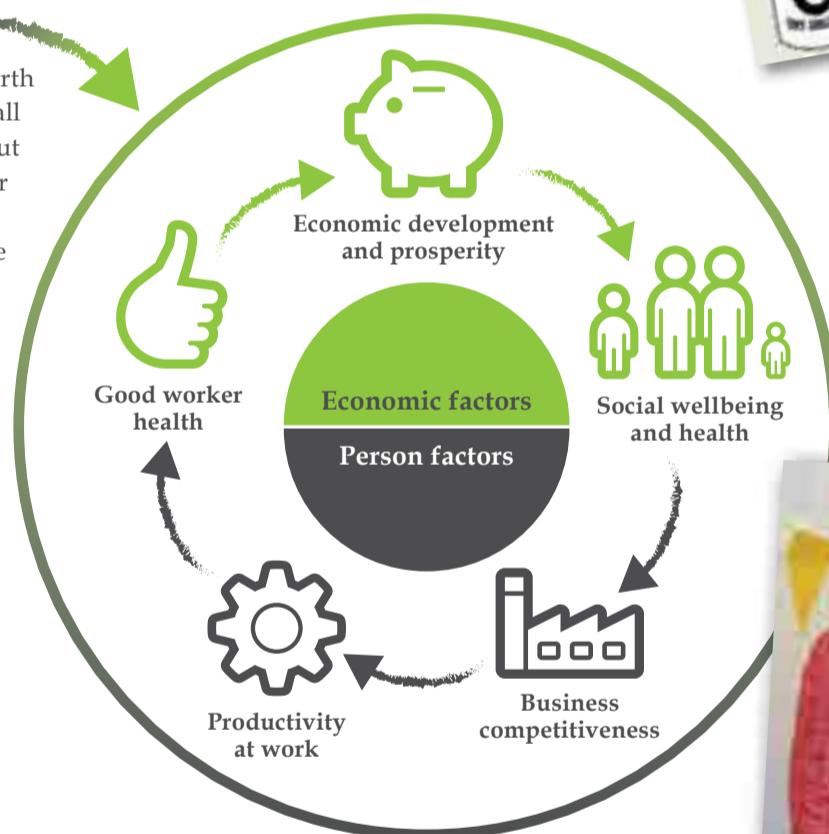 Economic development
and prosperity
Social wellbeing
and health
Business
competitiveness
Productivity
at work
Good worker
health
Economic factors
Person factors